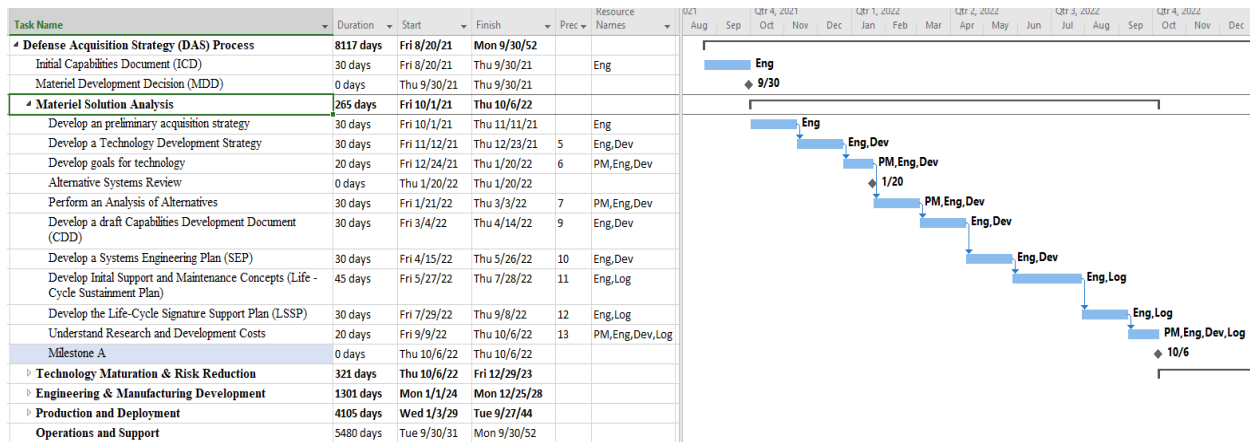 Task Name Duration Start Finish Prec Resource Names
021 Qtr 4, 2021 Qtr 1, 2022 Qtr 2, 2022 Qtr 3, 2022 Qtr 4, 2022
Aug Sep Oct Nov Dec Jan Feb Mar Apr May Jun Jul Aug Sep Oct Nov Dec
Defense Acquisition Strategy (DAS) Process 8117 days Fri 8/20/21 Mon 9/30/52
Initial Capabilities Document (ICD) 30 days Fri 8/20/21 Thu 9/30/21 Eng Eng
Materiel Development Decision (MDD) 0 days Thu 9/30/21 Thu 9/30/21 9/30
Materiel Solution Analysis 265 days Fri 10/1/21 Thu 10/6/22
Develop an preliminary acquisition strategy 30 days Fri 10/1/21 Thu 11/11/21 Eng Eng
Develop a Technology Development Strategy 30 days Fri 11/12/21 Thu 12/23/21 5 Eng,Dev Eng,Dev
Develop goals for technology 20 days Fri 12/24/21 Thu 1/20/22 6 PM,Eng,Dev PM,Eng,Dev
Alternative Systems Review 0 days Thu 1/20/22 Thu 1/20/22 1/20
Perform an Analysis of Alternatives 30 days Fri 1/21/22 Thu 3/3/22 7 PM,Eng,Dev PM,Eng,Dev
Develop a draft Capabilities Development Document 30 days Fri 3/4/22 Thu 4/14/22 9 Eng,Dev Eng,Dev
(CDD)
Develop a Systems Engineering Plan (SEP) 30 days Fri 4/15/22 Thu 5/26/22 10 Eng,Dev Eng,Dev
Develop Inital Support and Maintenance Concepts (Life - 45 days Fri 5/27/22 Thu 7/28/22 11 Eng,Log Eng,Log
Cycle Sustainment Plan)
Develop the Life-Cycle Signature Support Plan (LSSP) 30 days Fri 7/29/22 Thu 9/8/22 12 Eng,Log Eng,Log
Understand Research and Development Costs 20 days Fri 9/9/22 Thu 10/6/22 13 PM,Eng,Dev,Log PM,Eng,Dev,Log
Milestone A 0 days Thu 10/6/22 Thu 10/6/22 10/6
Technology Maturation & Risk Reduction 321 days Thu 10/6/22 Fri 12/29/23
Engineering & Manufacturing Development 1301 days Mon 1/1/24 Mon 12/25/28
Production and Deployment 4105 days Wed 1/3/29 Tue 9/27/44
Operations and Support 5480 days Tue 9/30/31 Mon 9/30/52